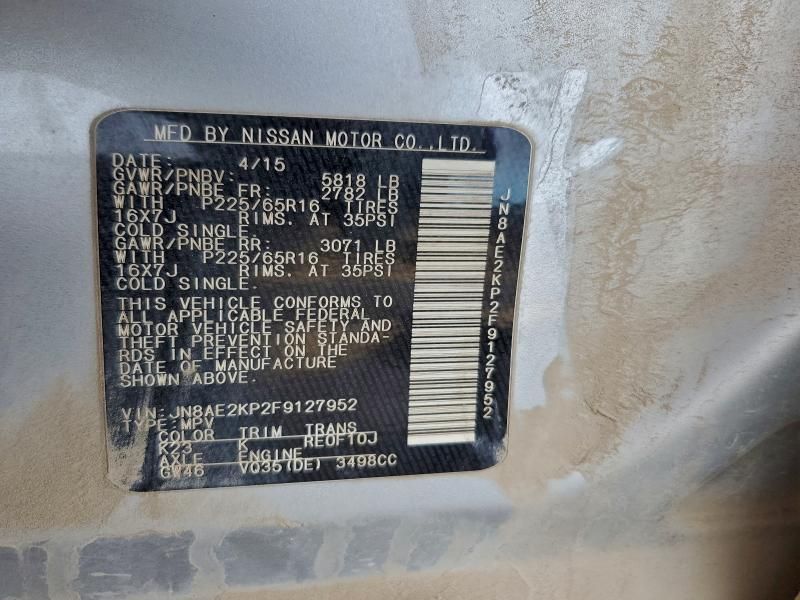 MFD BY NISSAN MOTOR CO.,LTD.
DATE: 4/15
GVWR/PNBV: 5818 LB
GAWR/PNBE FR: 2782 LB
WITH P225/65R16 TIRES
16X7J RIMS. AT 35PSI
COLD SINGLE.
GAWR/PNBE RR: 3071 LB
WITH P225/65R16 TIRES
16X7J RIMS. AT 35PSI
COLD SINGLE.
THIS VEHICLE CONFORMS TO
ALL APPLICABLE FEDERAL
MOTOR VEHICLE SAFETY AND
THEFT PREVENTION STANDA-
RDS IN EFFECT ON THE
DATE OF MANUFACTURE
SHOWN ABOVE.
VIN:JN8AE2KP2F9127952
TYPE:MPV
COLOR TRIM TRANS
K23 K RE0F10J
AXLE ENGINE
GW46 VQ35(DE) 3498CC
JN8AE2KP2F9127952